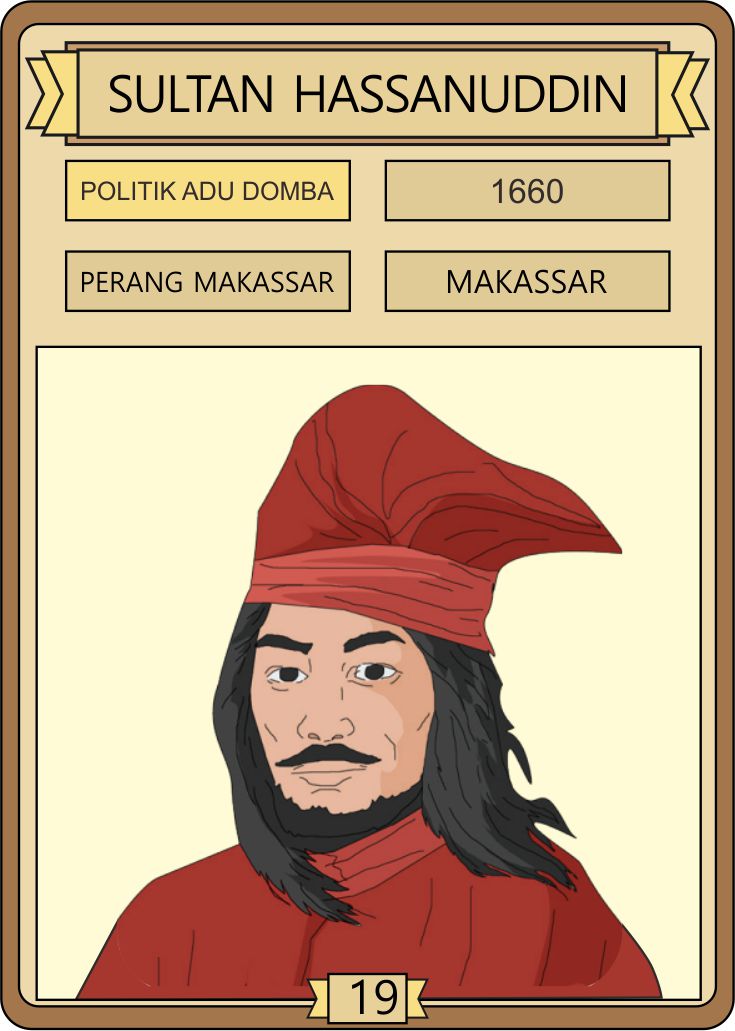 SULTAN HASSANUDDIN
POLITIK ADU DOMBA
1660
PERANG MAKASSAR
MAKASSAR
19